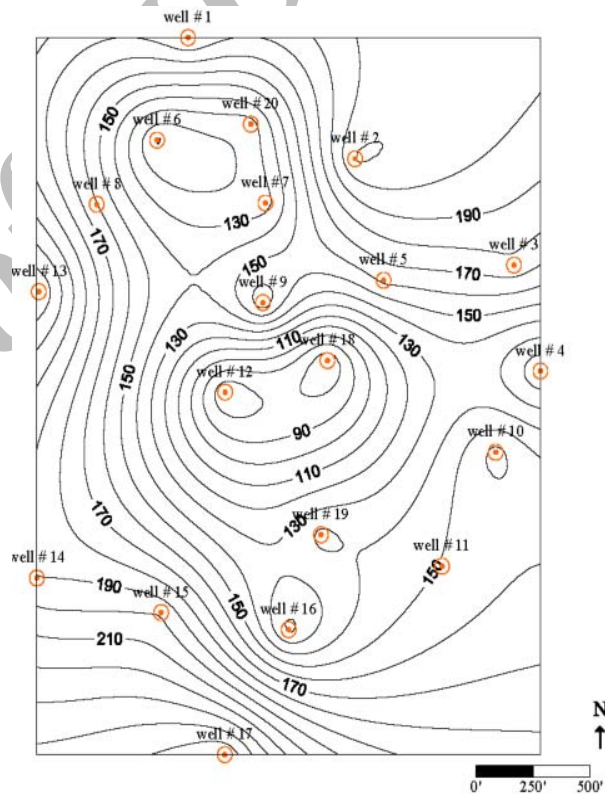 well # 1
150
well # 20
well # 6
well # 2
well # 8
well # 7
130
190
170
well # 3
150
well # 5
170
well # 13
well # 9
150
130
110
130
well # 18
well # 4
150
well # 12
90
well # 10
110
170
130
well # 19
well # 11
150
well # 14
190
well # 15
150
well # 16
210
170
well # 17
N
0' 250' 500'